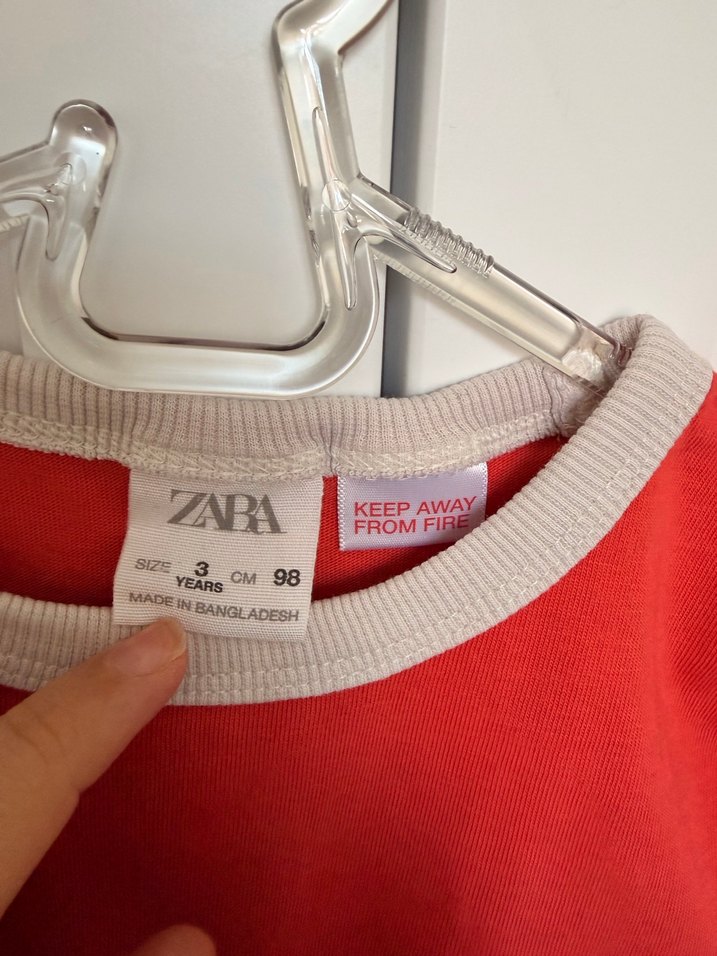 ZARA
SIZE 3 YEARS CM 98
MADE IN BANGLADESH
KEEP AWAY
FROM FIRE